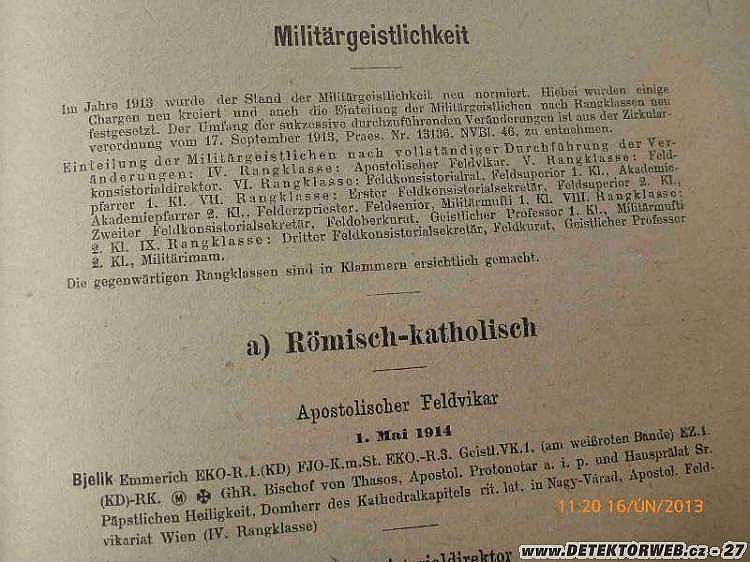 Militärgeistlichkeit
Im Jahre 1913 wurde der Stand der Militärgeistlichkeit neu normiert. Hiebei wurden einige
Chargen neu kreiert und auch die Einteilung der Militärgeistlichen nach Rangklassen neu
festgesetzt. Der Umfang der sukzessive durchzuführenden Veränderungen ist aus der Zirkular-
verordnung vom 17. September 1913, Praes. Nr. 13136, NVBl. 46, zu entnehmen.
Einteilung der Militärgeistlichen nach vollständiger Durchführung der Ver-
änderungen: IV. Rangklasse: Apostolischer Feldvikar. V. Rangklasse: Feld-
konsistorialdirektor. VI. Rangklasse: Feldkonsistorialrat, Feldsuperior 1. Kl., Akademie-
pfarrer 1. Kl. VII. Rangklasse: Erster Feldkonsistorialsekretär, Feldsuperior 2. Kl.,
Akademiepfarrer 2. Kl., Felderzpriester, Feldsenior, Militärmufti 1. Kl. VIII. Rangklasse:
Zweiter Feldkonsistorialsekretär, Feldoberkurat, Geistlicher Professor 1. Kl., Militärmufti
2. Kl. IX. Rangklasse: Dritter Feldkonsistorialsekretär, Feldkurat, Geistlicher Professor
2. Kl., Militärimam.
Die gegenwärtigen Rangklassen sind in Klammern ersichtlich gemacht.
a) Römisch-katholisch
Apostolischer Feldvikar
1. Mai 1914
Bjelik Emmerich EKO-R.1.(KD) FJO-K.m.St. EKO.-R.3. Geistl.VK.1. (am weißroten Bande) EZ.1.
(KD)-RK. Ⓜ ✠ GhR. Bischof von Thasos, Apostol. Protonotar a. i. p. und Hausprälat Sr.
Päpstlichen Heiligkeit, Domherr des Kathedralkapitels rit. lat. in Nagy-Várad, Apostol. Feld-
vikariat Wien (IV. Rangklasse)
11:20 16/ÚN/2013
www.DETEKTORWEB.cz - 27